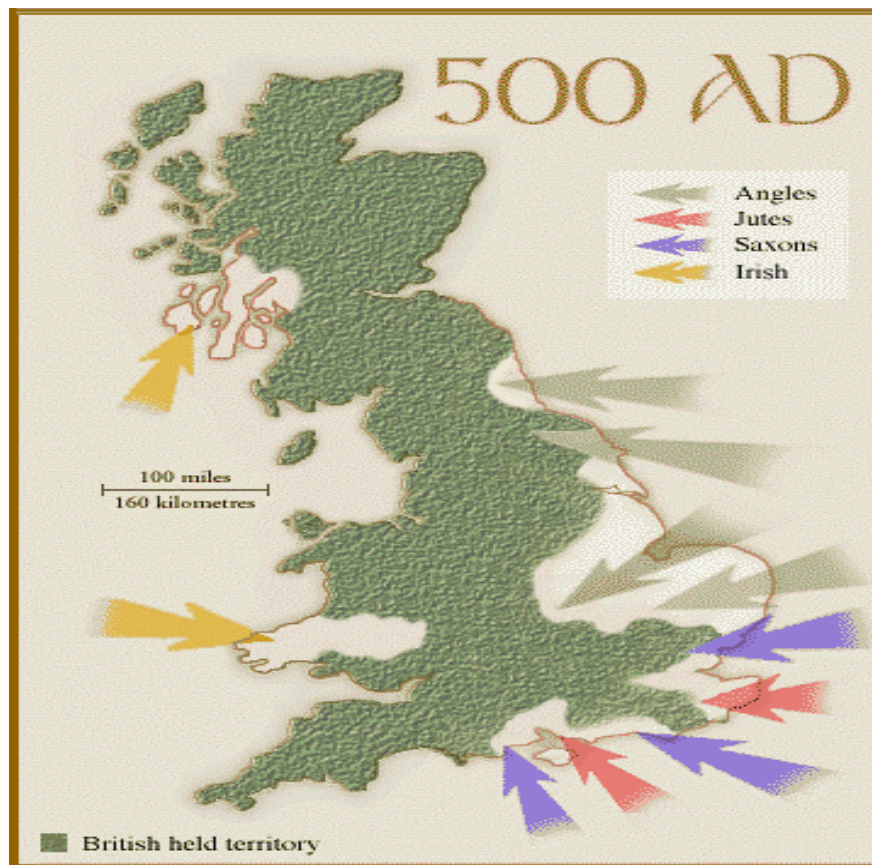 500 AD
Angles
Jutes
Saxons
Irish
100 miles
160 kilometres
British held territory